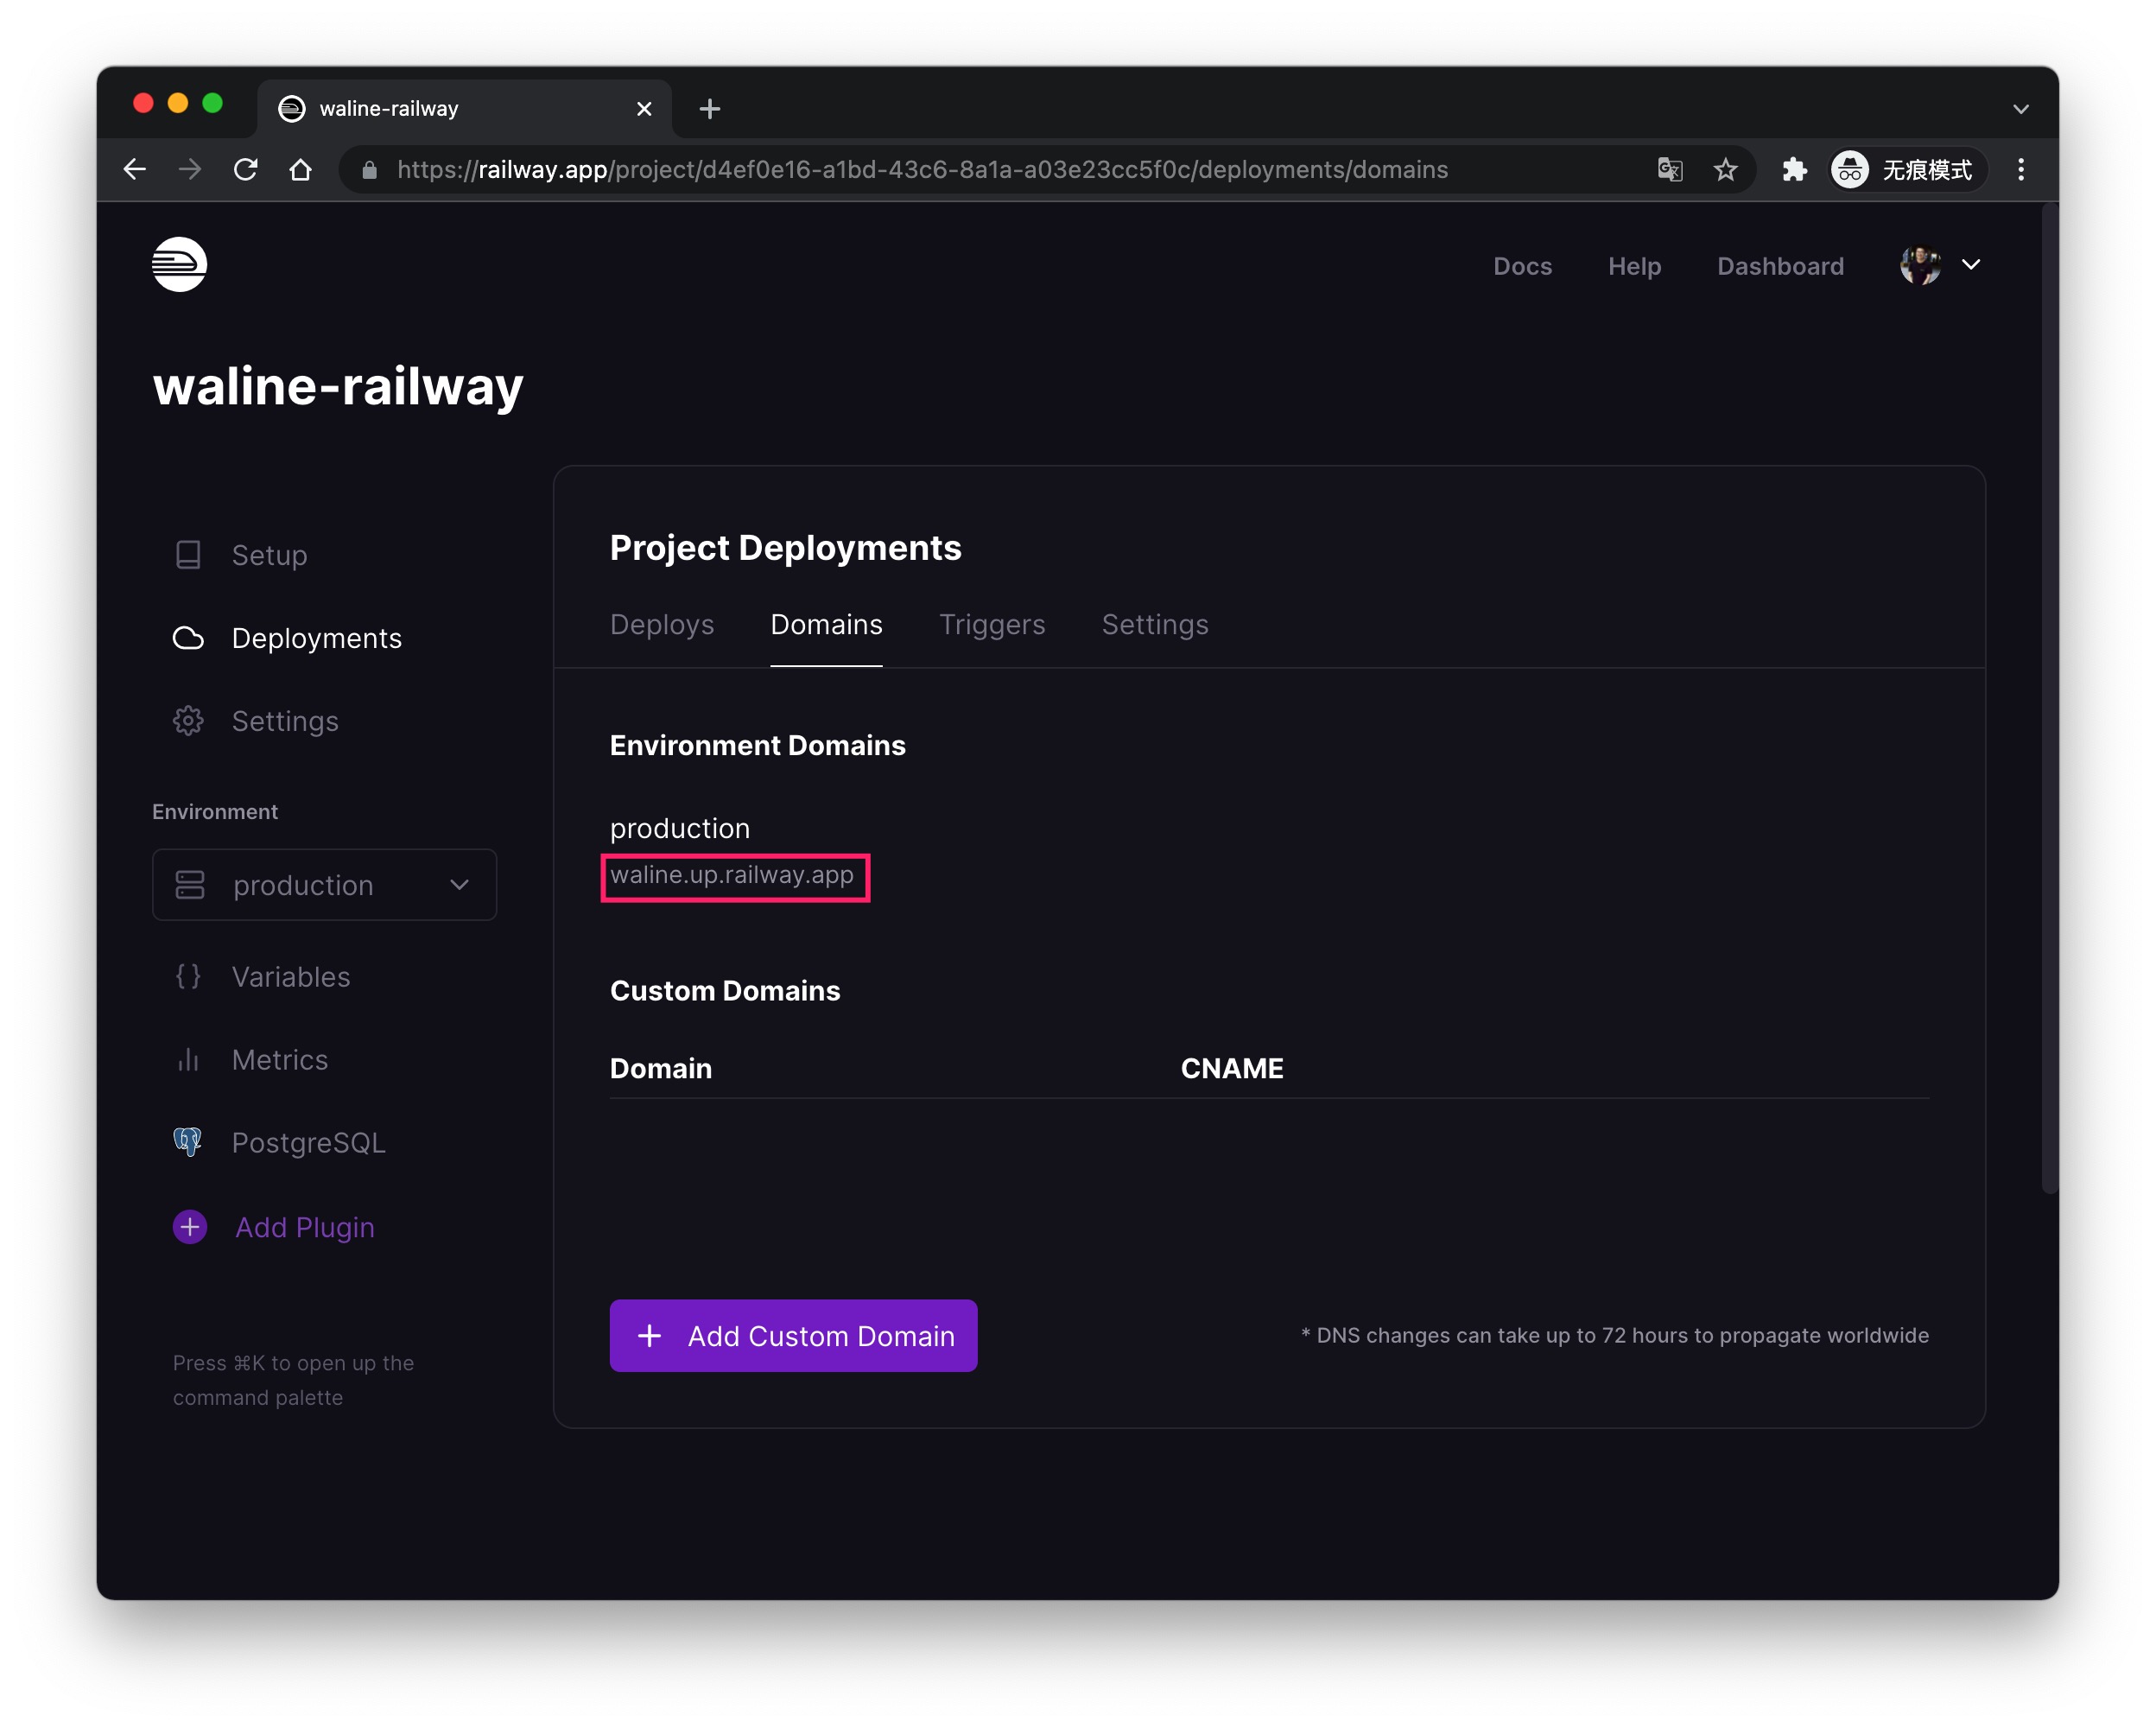 waline-railway
https://railway.app/project/d4ef0e16-a1bd-43c6-8a1a-a03e23cc5f0c/deployments/domains
无痕模式
Docs Help Dashboard
waline-railway
Setup
Deployments
Settings
Environment
production
Variables
Metrics
PostgreSQL
Add Plugin
Press ⌘K to open up the
command palette
Project Deployments
Deploys Domains Triggers Settings
Environment Domains
production
waline.up.railway.app
Custom Domains
Domain CNAME
Add Custom Domain
* DNS changes can take up to 72 hours to propagate worldwide